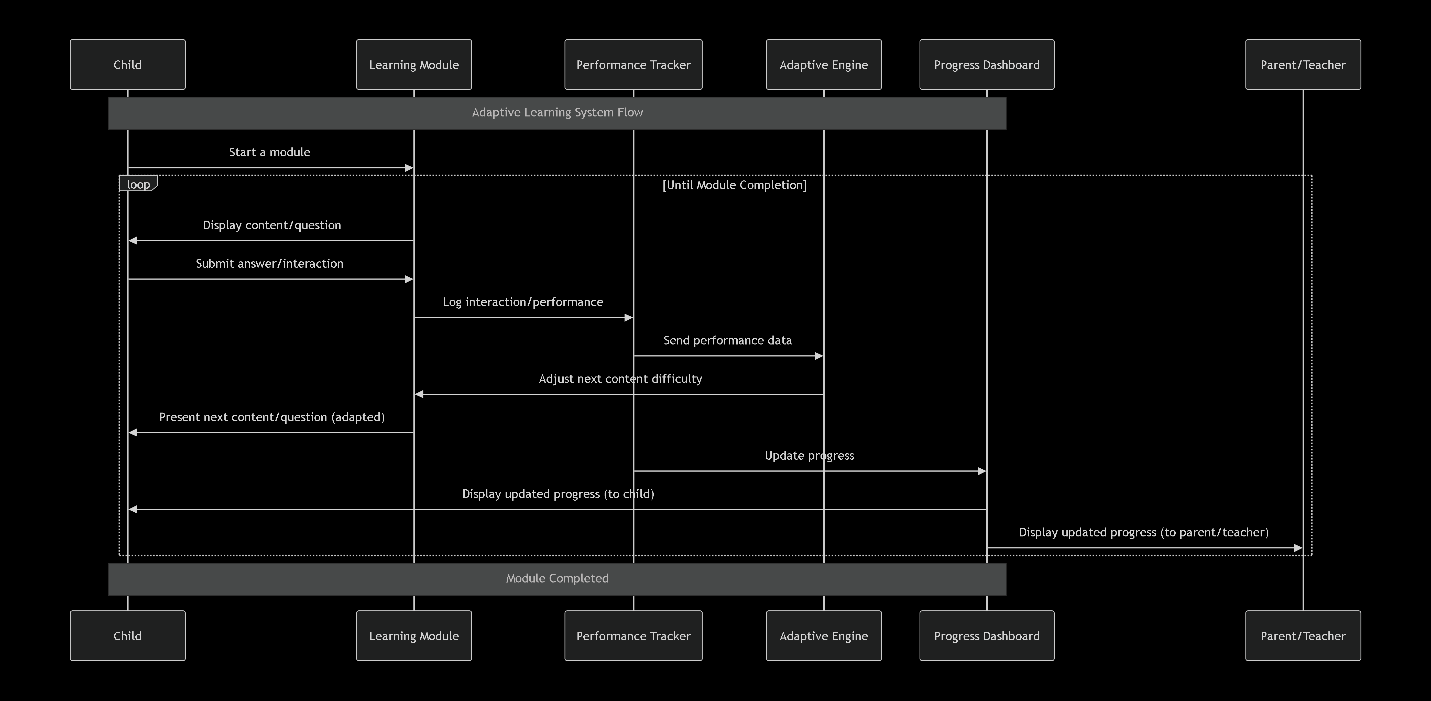 Child
Learning Module
Performance Tracker
Adaptive Engine
Progress Dashboard
Parent/Teacher
Adaptive Learning System Flow
Start a module
loop
[Until Module Completion]
Display content/question
Submit answer/interaction
Log interaction/performance
Send performance data
Adjust next content difficulty
Present next content/question (adapted)
Update progress
Display updated progress (to child)
Display updated progress (to parent/teacher)
Module Completed
Child
Learning Module
Performance Tracker
Adaptive Engine
Progress Dashboard
Parent/Teacher